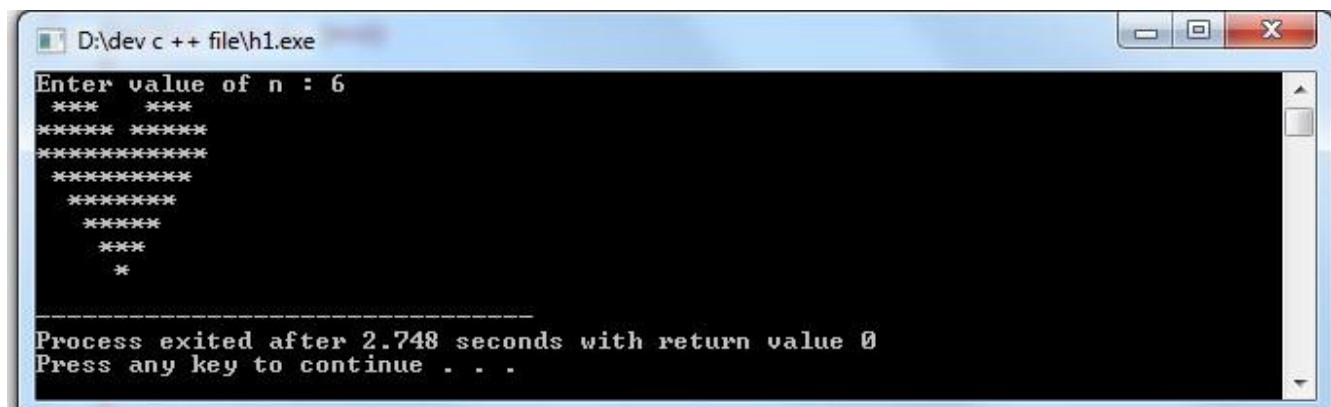 D:\dev c ++ file\h1.exe
Enter value of n : 6
 ***   ***
***** *****
***********
 *********
  *******
   *****
    ***
     *
--------------------------------
Process exited after 2.748 seconds with return value 0
Press any key to continue . . .